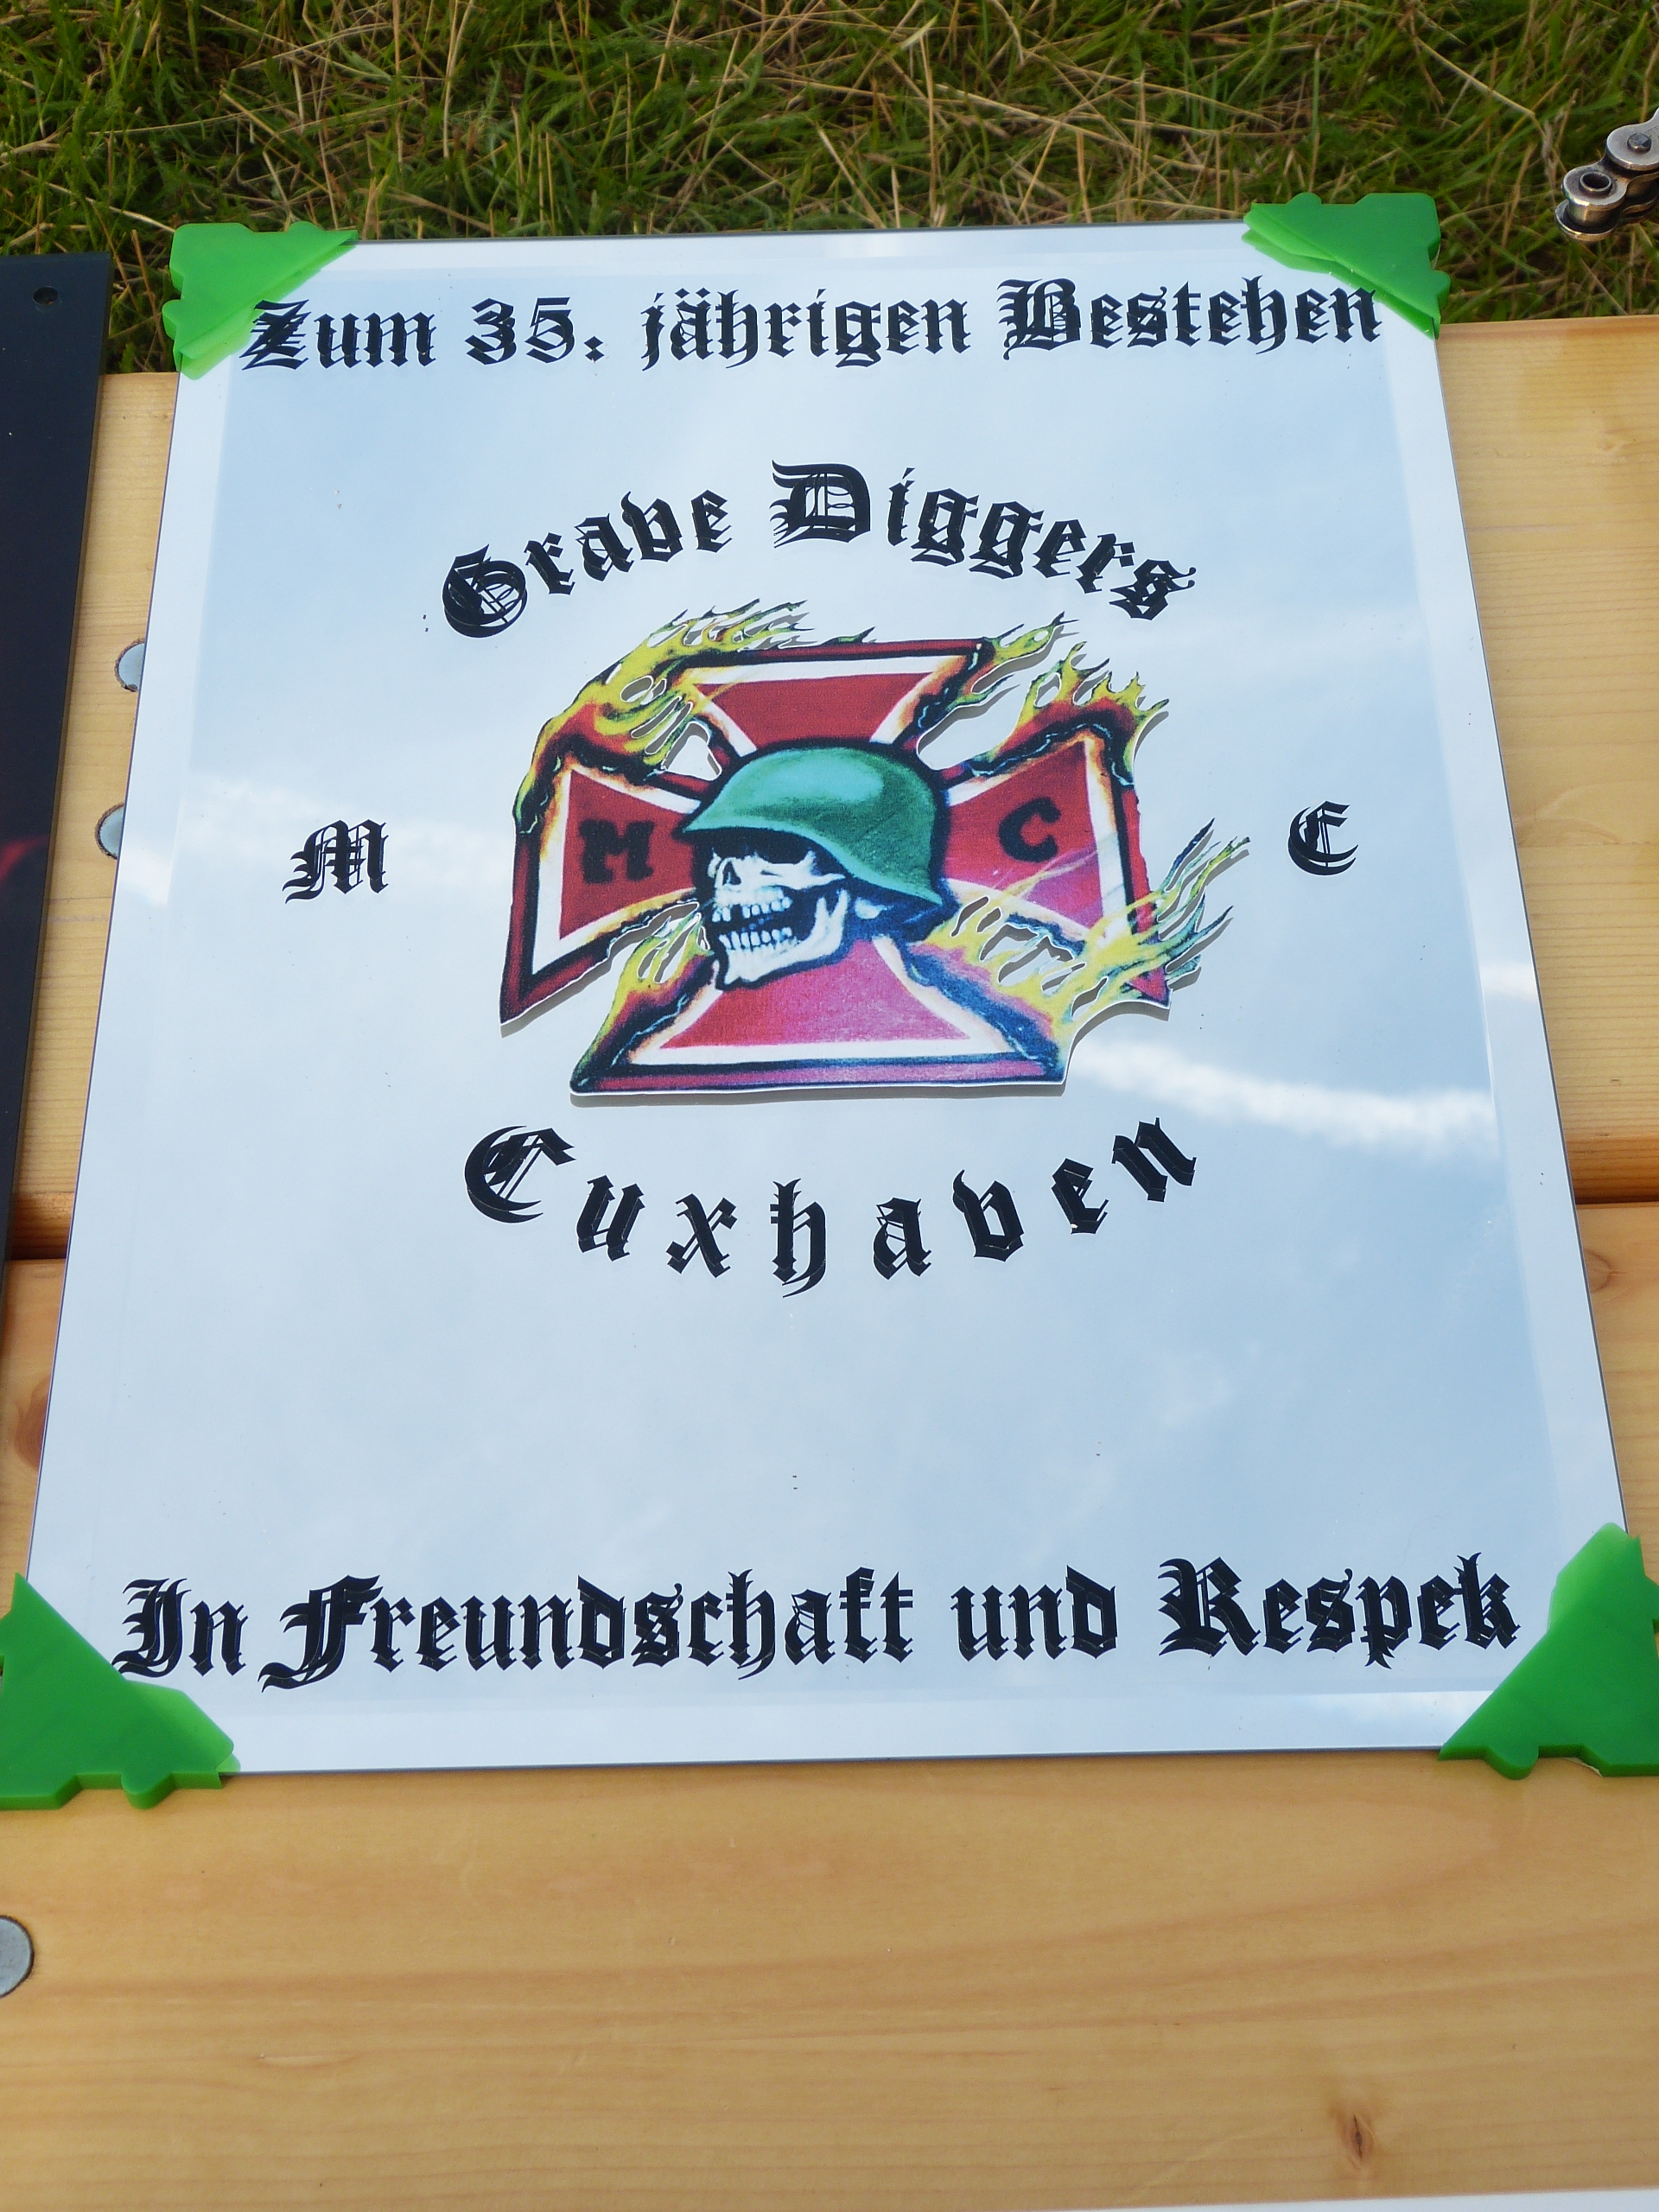 Zum 35. jährigen Bestehen
Grave Diggers
M C
M C
Cuxhaven
In Freundschaft und Respek